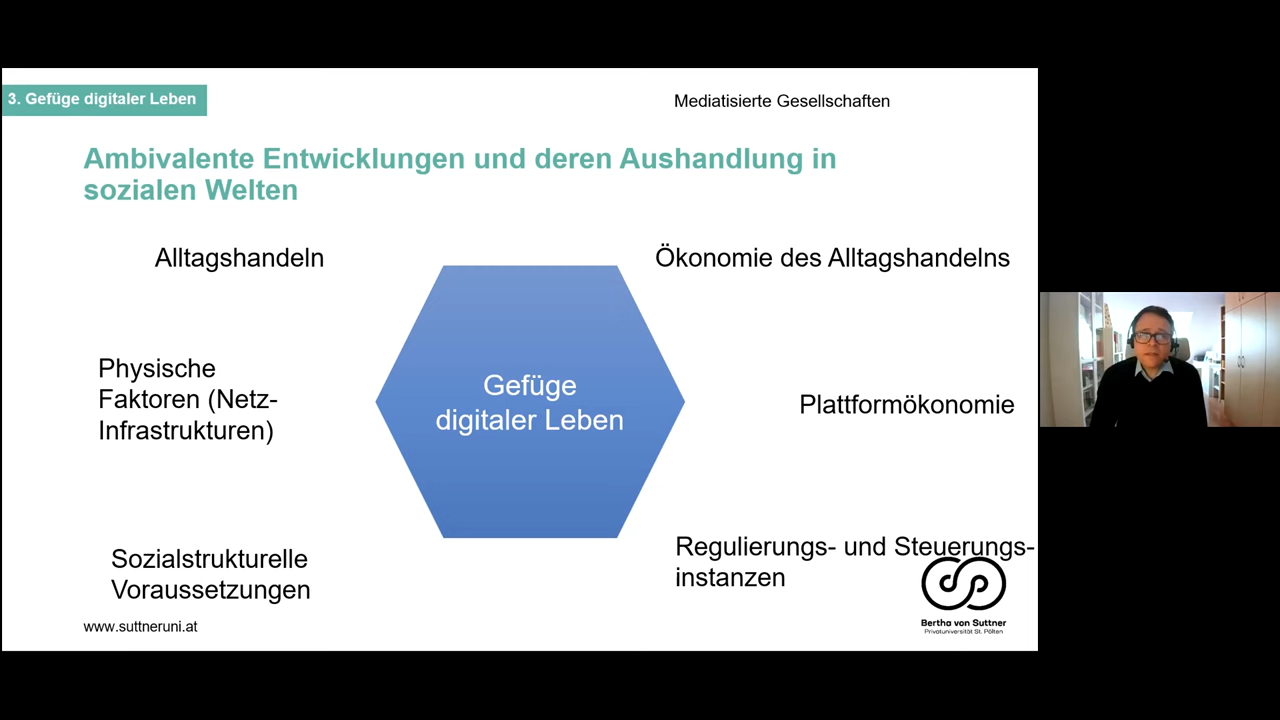 3. Gefüge digitaler Leben
Mediatisierte Gesellschaften
Ambivalente Entwicklungen und deren Aushandlung in
sozialen Welten
Alltagshandeln
Ökonomie des Alltagshandelns
Physische
Faktoren (Netz-
Infrastrukturen)
Gefüge
digitaler Leben
Plattformökonomie
Sozialstrukturelle
Voraussetzungen
Regulierungs- und Steuerungs-
instanzen
www.suttneruni.at
Bertha von Suttner
Privatuniversität St. Pölten